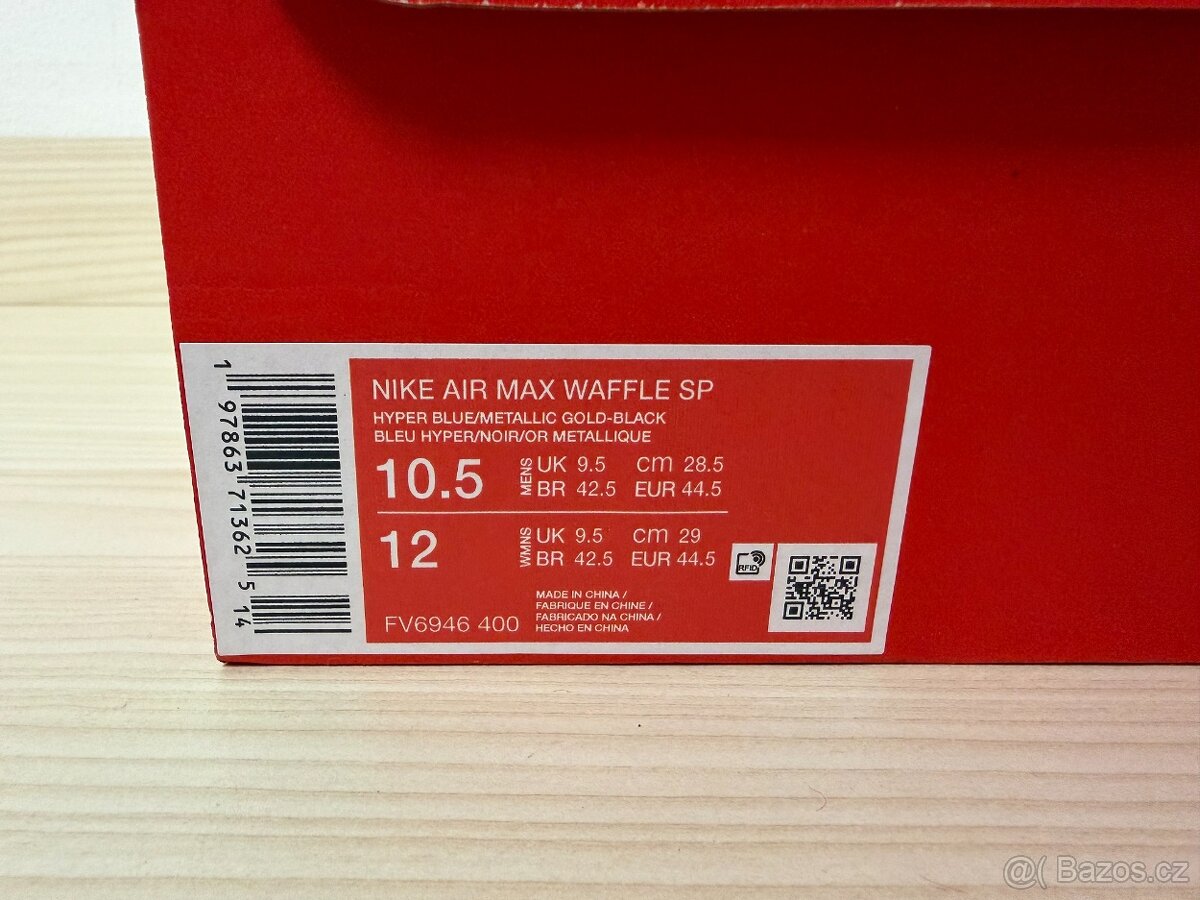 NIKE AIR MAX WAFFLE SP
HYPER BLUE/METALLIC GOLD-BLACK
BLEU HYPER/NOIR/OR METALLIQUE
10.5 MENS UK 9.5 cm 28.5
BR 42.5 EUR 44.5
12 WMNS UK 9.5 cm 29
BR 42.5 EUR 44.5
RFID
FV6946 400
MADE IN CHINA /
FABRIQUE EN CHINE /
FABRICADO NA CHINA /
HECHO EN CHINA
1 97863 71362 5 14
@( Bazos.cz